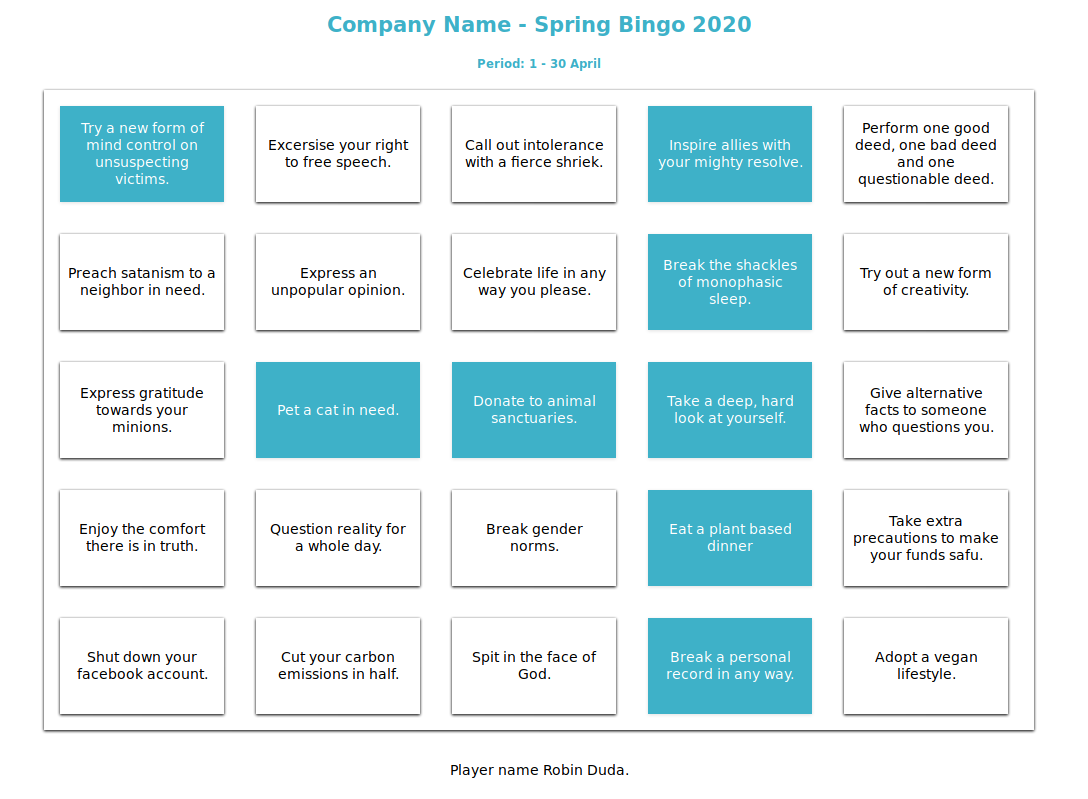 Company Name - Spring Bingo 2020
Period: 1 - 30 April
Try a new form of
mind control on
unsuspecting
victims.
Excersise your right
to free speech.
Call out intolerance
with a fierce shriek.
Inspire allies with
your mighty resolve.
Perform one good
deed, one bad deed
and one
questionable deed.
Preach satanism to a
neighbor in need.
Express an
unpopular opinion.
Celebrate life in any
way you please.
Break the shackles
of monophasic
sleep.
Try out a new form
of creativity.
Express gratitude
towards your
minions.
Pet a cat in need.
Donate to animal
sanctuaries.
Take a deep, hard
look at yourself.
Give alternative
facts to someone
who questions you.
Enjoy the comfort
there is in truth.
Question reality for
a whole day.
Break gender
norms.
Eat a plant based
dinner
Take extra
precautions to make
your funds safu.
Shut down your
facebook account.
Cut your carbon
emissions in half.
Spit in the face of
God.
Break a personal
record in any way.
Adopt a vegan
lifestyle.
Player name Robin Duda.